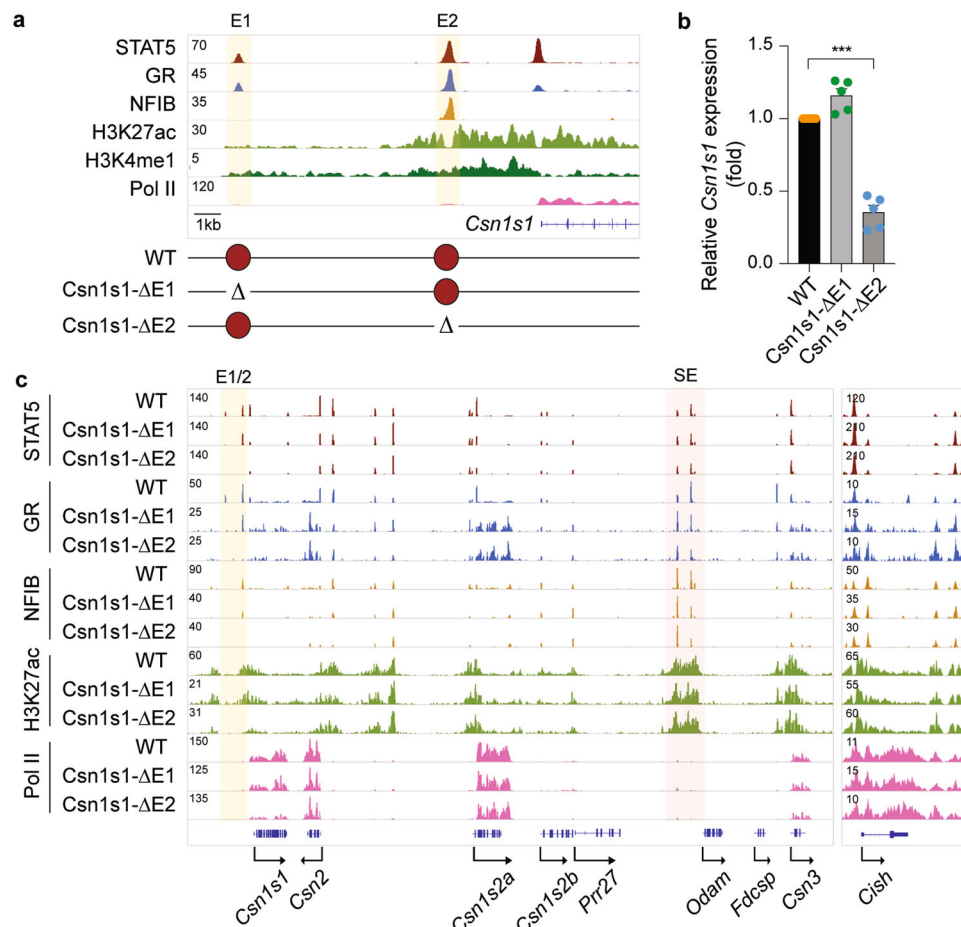 a
E1 E2
STAT5 70
GR 45
NFIB 35
H3K27ac 30
H3K4me1 5
Pol II 120
1kb Csn1s1
WT
Csn1s1-ΔE1 Δ
Csn1s1-ΔE2 Δ
b
***
Relative Csn1s1 expression
(fold)
1.5
1.0
0.5
0.0
WT
Csn1s1-ΔE1
Csn1s1-ΔE2
c
E1/2 SE
STAT5
WT 140 120
Csn1s1-ΔE1 140 210
Csn1s1-ΔE2 140 210
GR
WT 50 10
Csn1s1-ΔE1 25 15
Csn1s1-ΔE2 25 10
NFIB
WT 90 50
Csn1s1-ΔE1 40 35
Csn1s1-ΔE2 40 30
H3K27ac
WT 60 65
Csn1s1-ΔE1 21 55
Csn1s1-ΔE2 31 60
Pol II
WT 150 11
Csn1s1-ΔE1 125 15
Csn1s1-ΔE2 135 10
Csn1s1 Csn2 Csn1s2a Csn1s2b Prr27 Odam Fdcsp Csn3 Cish